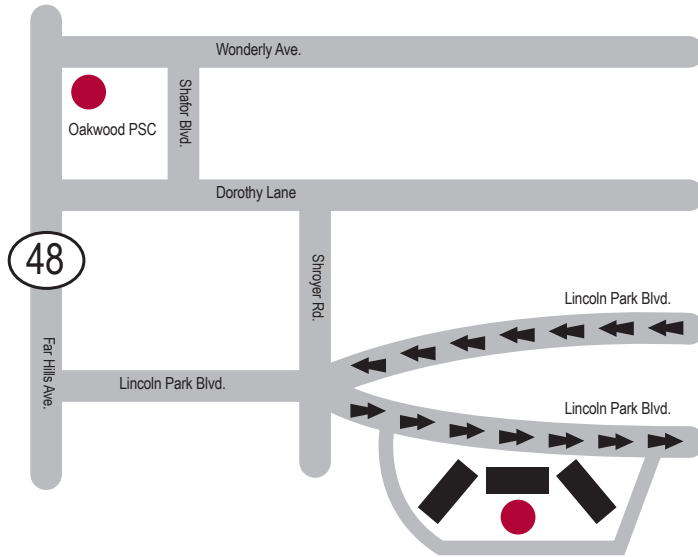 Wonderly Ave.
Shafor Blvd.
Oakwood PSC
Dorothy Lane
48
Shroyer Rd.
Lincoln Park Blvd.
Far Hills Ave.
Lincoln Park Blvd.
Lincoln Park Blvd.